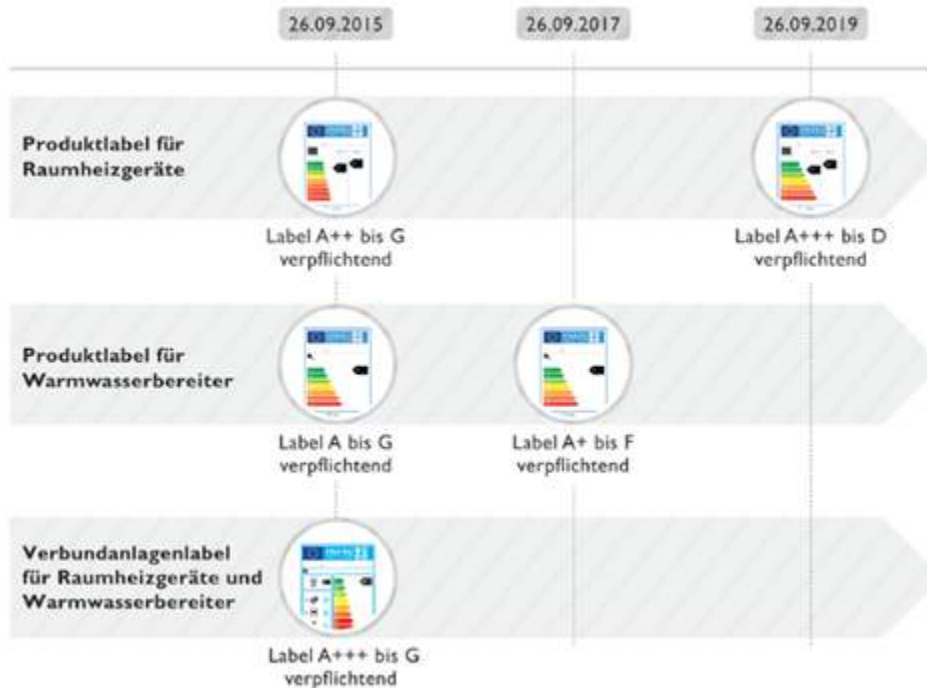 26.09.2015
26.09.2017
26.09.2019
Produktlabel für
Raumheizgeräte
Label A++ bis G
verpflichtend
Label A+++ bis D
verpflichtend
Produktlabel für
Warmwasserbereiter
Label A bis G
verpflichtend
Label A+ bis F
verpflichtend
Verbundanlagenlabel
für Raumheizgeräte und
Warmwasserbereiter
Label A+++ bis G
verpflichtend